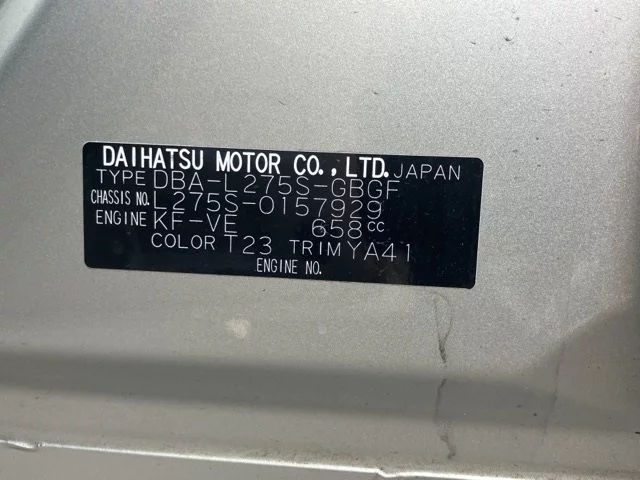 DAIHATSU MOTOR CO.,LTD. JAPAN
TYPE DBA-L275S-GBGF
CHASSIS NO. L275S-0157929
ENGINE KF-VE 658cc
COLOR T23 TRIM YA41
ENGINE NO.